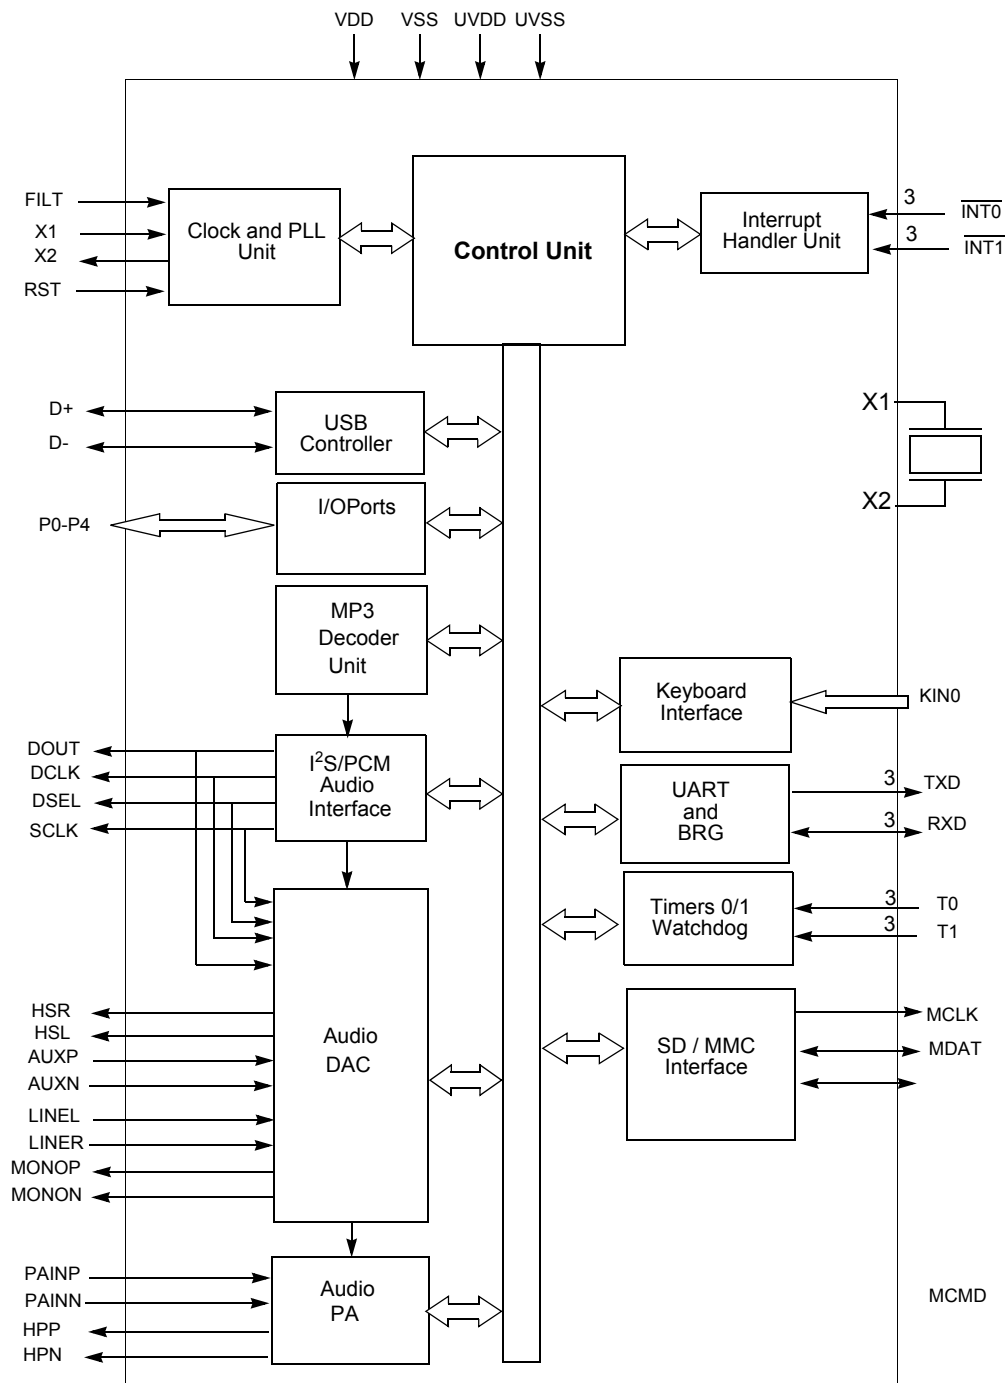 VDD VSS UVDD UVSS
FILT
X1
X2
RST
Clock and PLL
Unit
Control Unit
Interrupt
Handler Unit
3
INT0
3
INT1
D+
D-
USB
Controller
X1
X2
P0-P4
I/OPorts
MP3
Decoder
Unit
Keyboard
Interface
KIN0
DOUT
DCLK
DSEL
SCLK
I²S/PCM
Audio
Interface
UART
and
BRG
3
TXD
3
RXD
Timers 0/1
Watchdog
3
T0
3
T1
HSR
HSL
AUXP
AUXN
LINEL
LINER
MONOP
MONON
Audio
DAC
SD / MMC
Interface
MCLK
MDAT
PAINP
PAINN
HPP
HPN
Audio
PA
MCMD